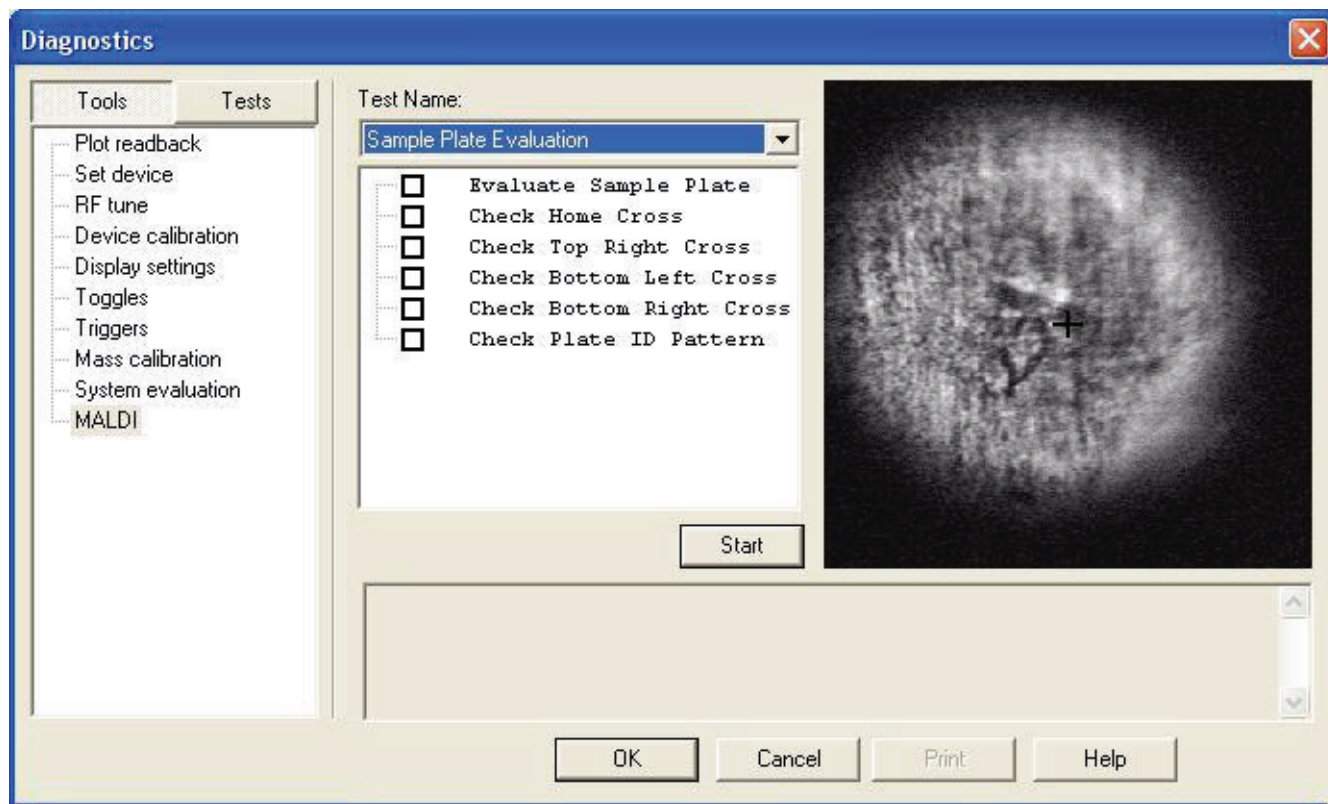 Diagnostics
Tools Tests
Plot readback
Set device
RF tune
Device calibration
Display settings
Toggles
Triggers
Mass calibration
System evaluation
MALDI
Test Name:
Sample Plate Evaluation
Evaluate Sample Plate
Check Home Cross
Check Top Right Cross
Check Bottom Left Cross
Check Bottom Right Cross
Check Plate ID Pattern
Start
OK Cancel Print Help